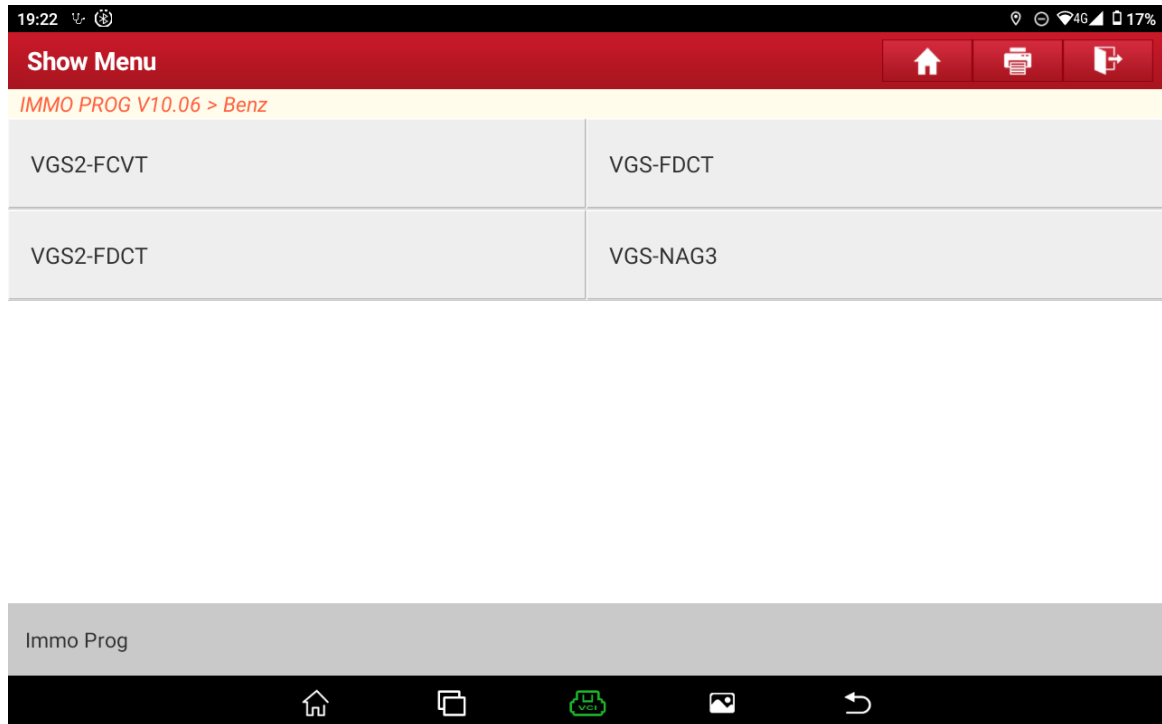 19:22 4G 17%
Show Menu
IMMO PROG V10.06 > Benz
VGS2-FCVT VGS-FDCT
VGS2-FDCT VGS-NAG3
Immo Prog
VCI